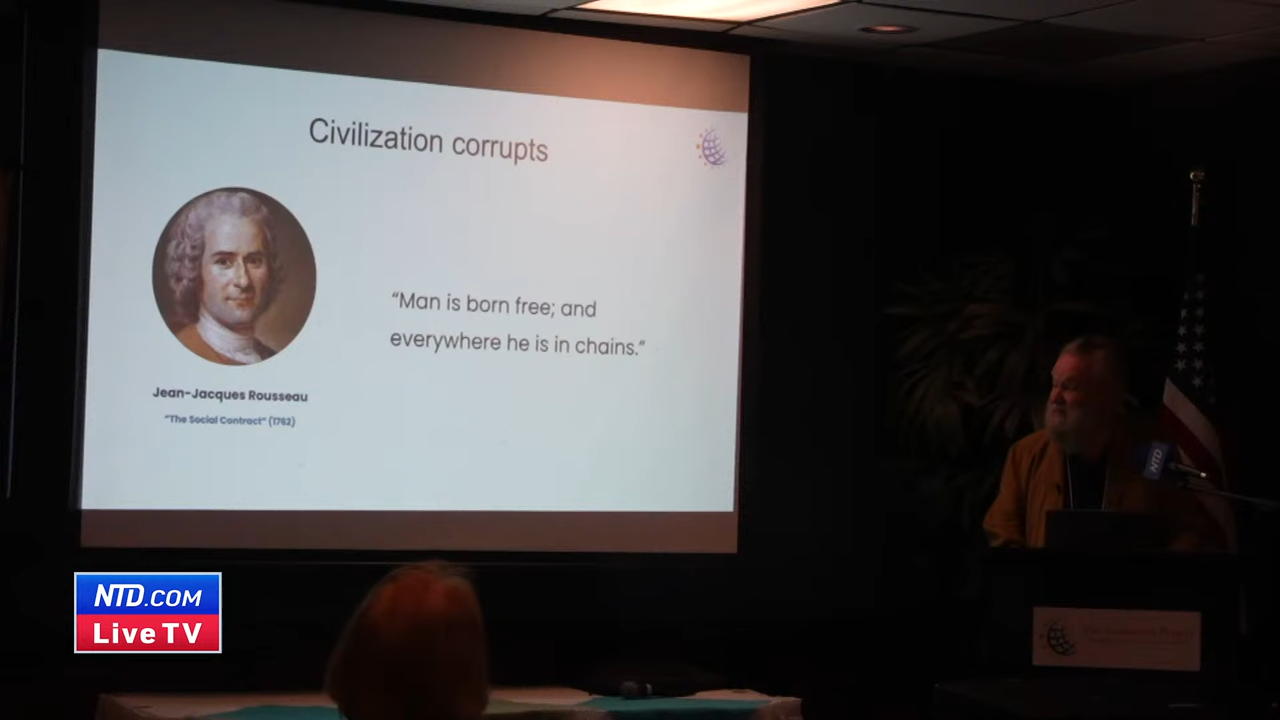 Civilization corrupts
“Man is born free; and
everywhere he is in chains.“
Jean-Jacques Rousseau
"The Social Contract" (1762)
NTD
NTD.COM
Live TV